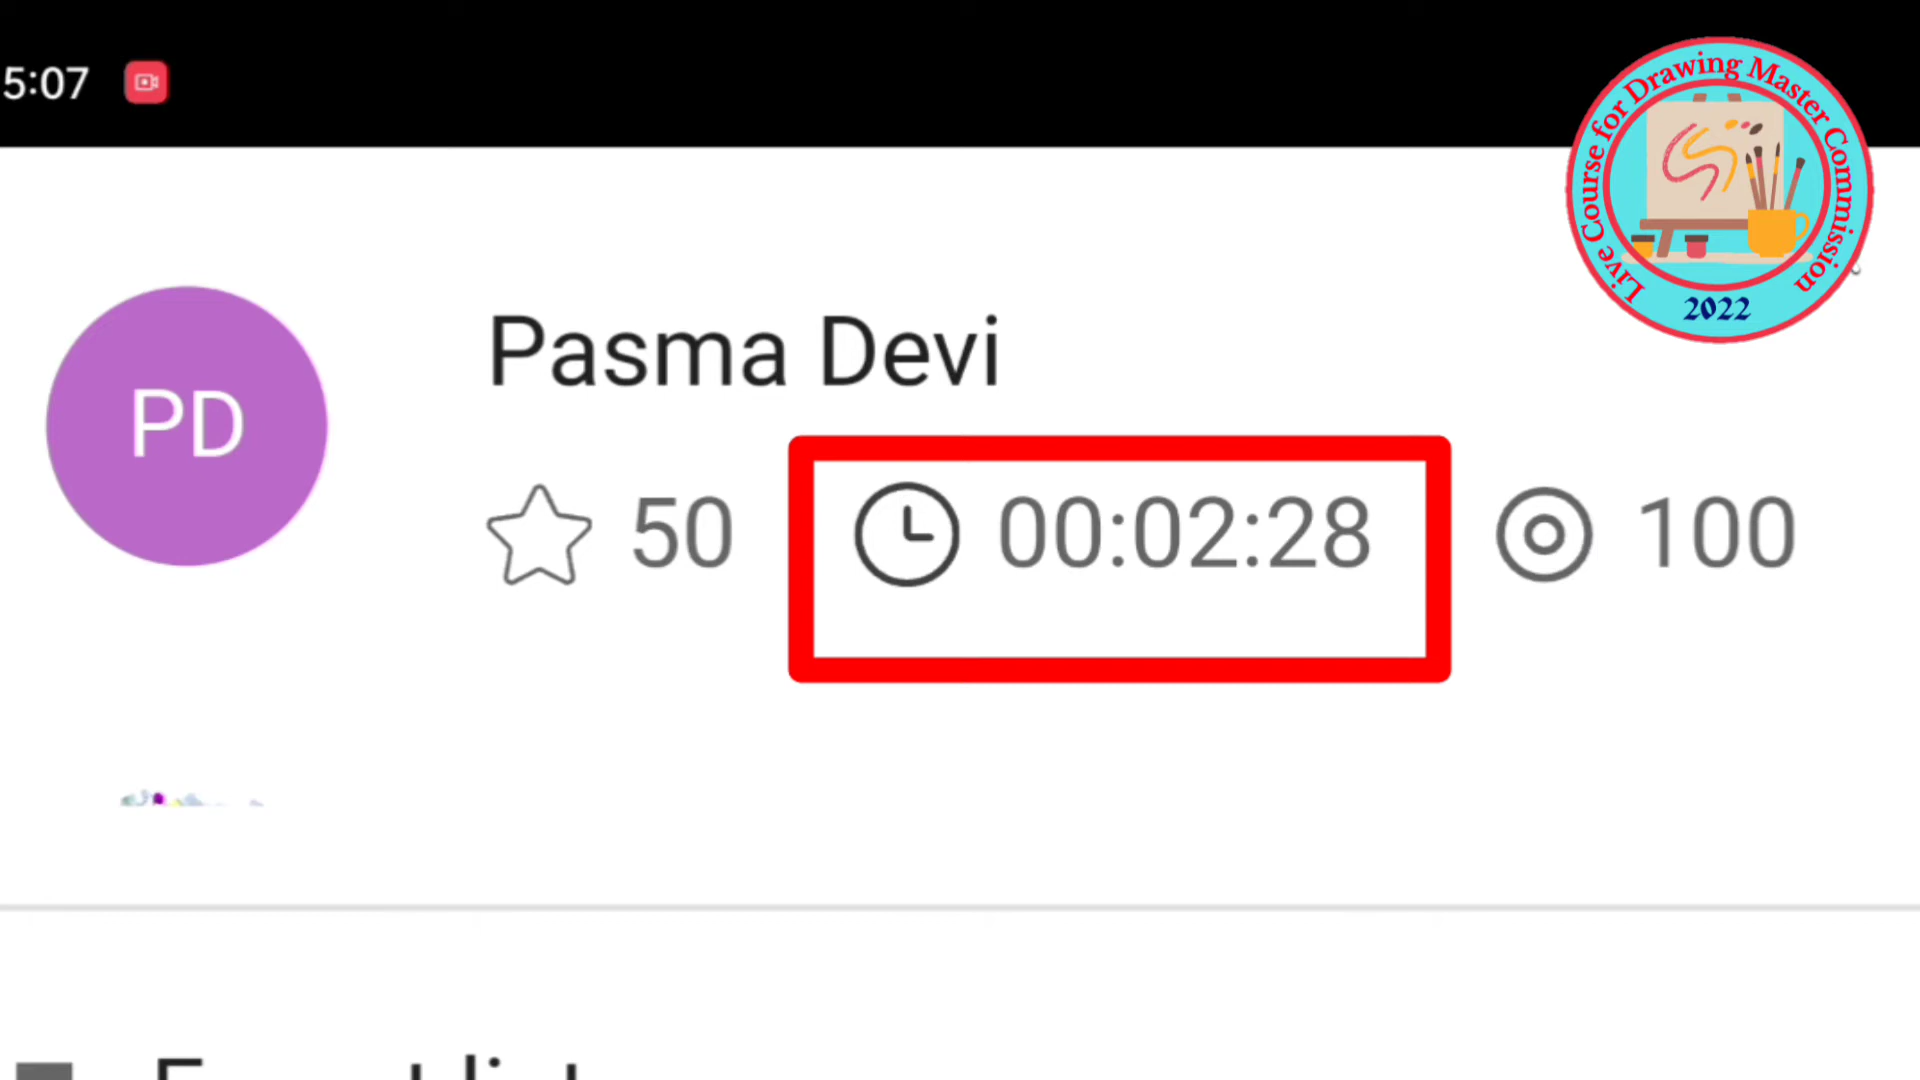 5:07
Live Course for Drawing Master Commission
2022
Pasma Devi
PD
50
00:02:28
100